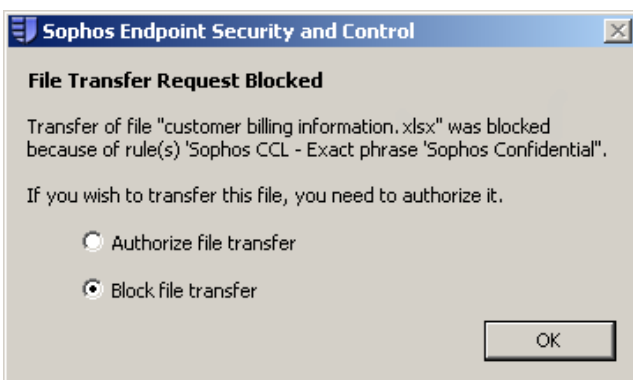 Sophos Endpoint Security and Control
File Transfer Request Blocked
Transfer of file "customer billing information.xlsx" was blocked
because of rule(s) 'Sophos CCL - Exact phrase 'Sophos Confidential''.
If you wish to transfer this file, you need to authorize it.
Authorize file transfer
Block file transfer
OK